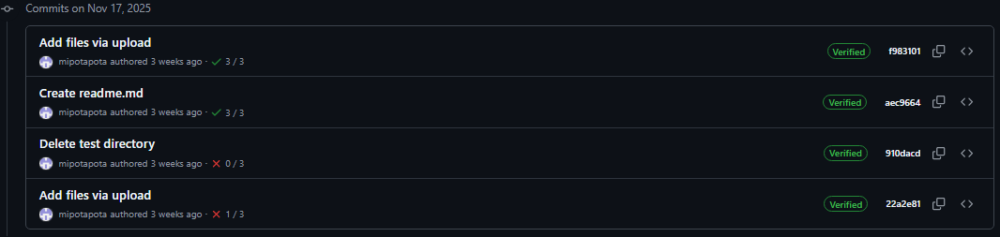 Commits on Nov 17, 2025
Add files via upload
mipotapota authored 3 weeks ago · ✓ 3 / 3
Verified f983101
Create readme.md
mipotapota authored 3 weeks ago · ✓ 3 / 3
Verified aec9664
Delete test directory
mipotapota authored 3 weeks ago · ✕ 0 / 3
Verified 910dacd
Add files via upload
mipotapota authored 3 weeks ago · ✕ 1 / 3
Verified 22a2e81